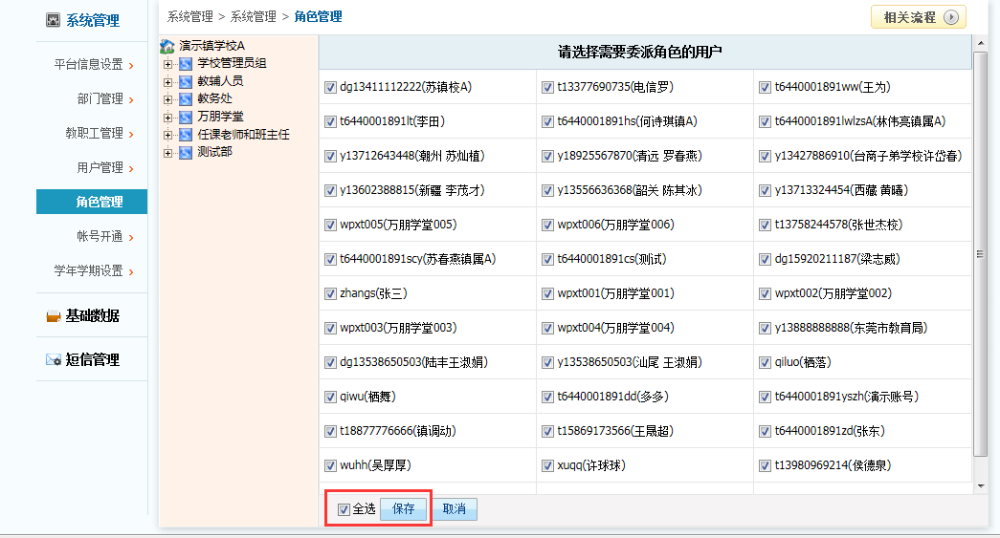 系统管理
平台信息设置
部门管理
教职工管理
用户管理
角色管理
帐号开通
学年学期设置
基础数据
短信管理
系统管理 > 系统管理 > 角色管理
相关流程
演示镇学校A
学校管理员组
教辅人员
教务处
万朋学堂
任课老师和班主任
测试部
请选择需要委派角色的用户
dg13411112222(苏镇校A) t13377690735(电信罗) t6440001891ww(王为)
t6440001891lt(李田) t6440001891hs(何诗琪镇A) t6440001891lwlzsA(林伟亮镇属A)
y13712643448(潮州 苏灿植) y18925567870(清远 罗春燕) y13427886910(台商子弟学校许岱春)
y13602388815(新疆 李茂才) y13556636368(韶关 陈其冰) y13713324454(西藏 黄曦)
wpxt005(万朋学堂005) wpxt006(万朋学堂006) t13758244578(张世杰校)
t6440001891scy(苏春燕镇属A) t6440001891cs(测试) dg15920211187(梁志威)
zhangs(张三) wpxt001(万朋学堂001) wpxt002(万朋学堂002)
wpxt003(万朋学堂003) wpxt004(万朋学堂004) y13888888888(东莞市教育局)
dg13538650503(陆丰王淑娟) y13538650503(汕尾 王淑娟) qiluo(栖落)
qiwu(栖舞) t6440001891dd(多多) t6440001891yszh(演示账号)
t18877776666(镇调动) t15869173566(王晟超) t6440001891zd(张东)
wuhh(吴厚厚) xuqq(许球球) t13980969214(侯德泉)
全选 保存 取消